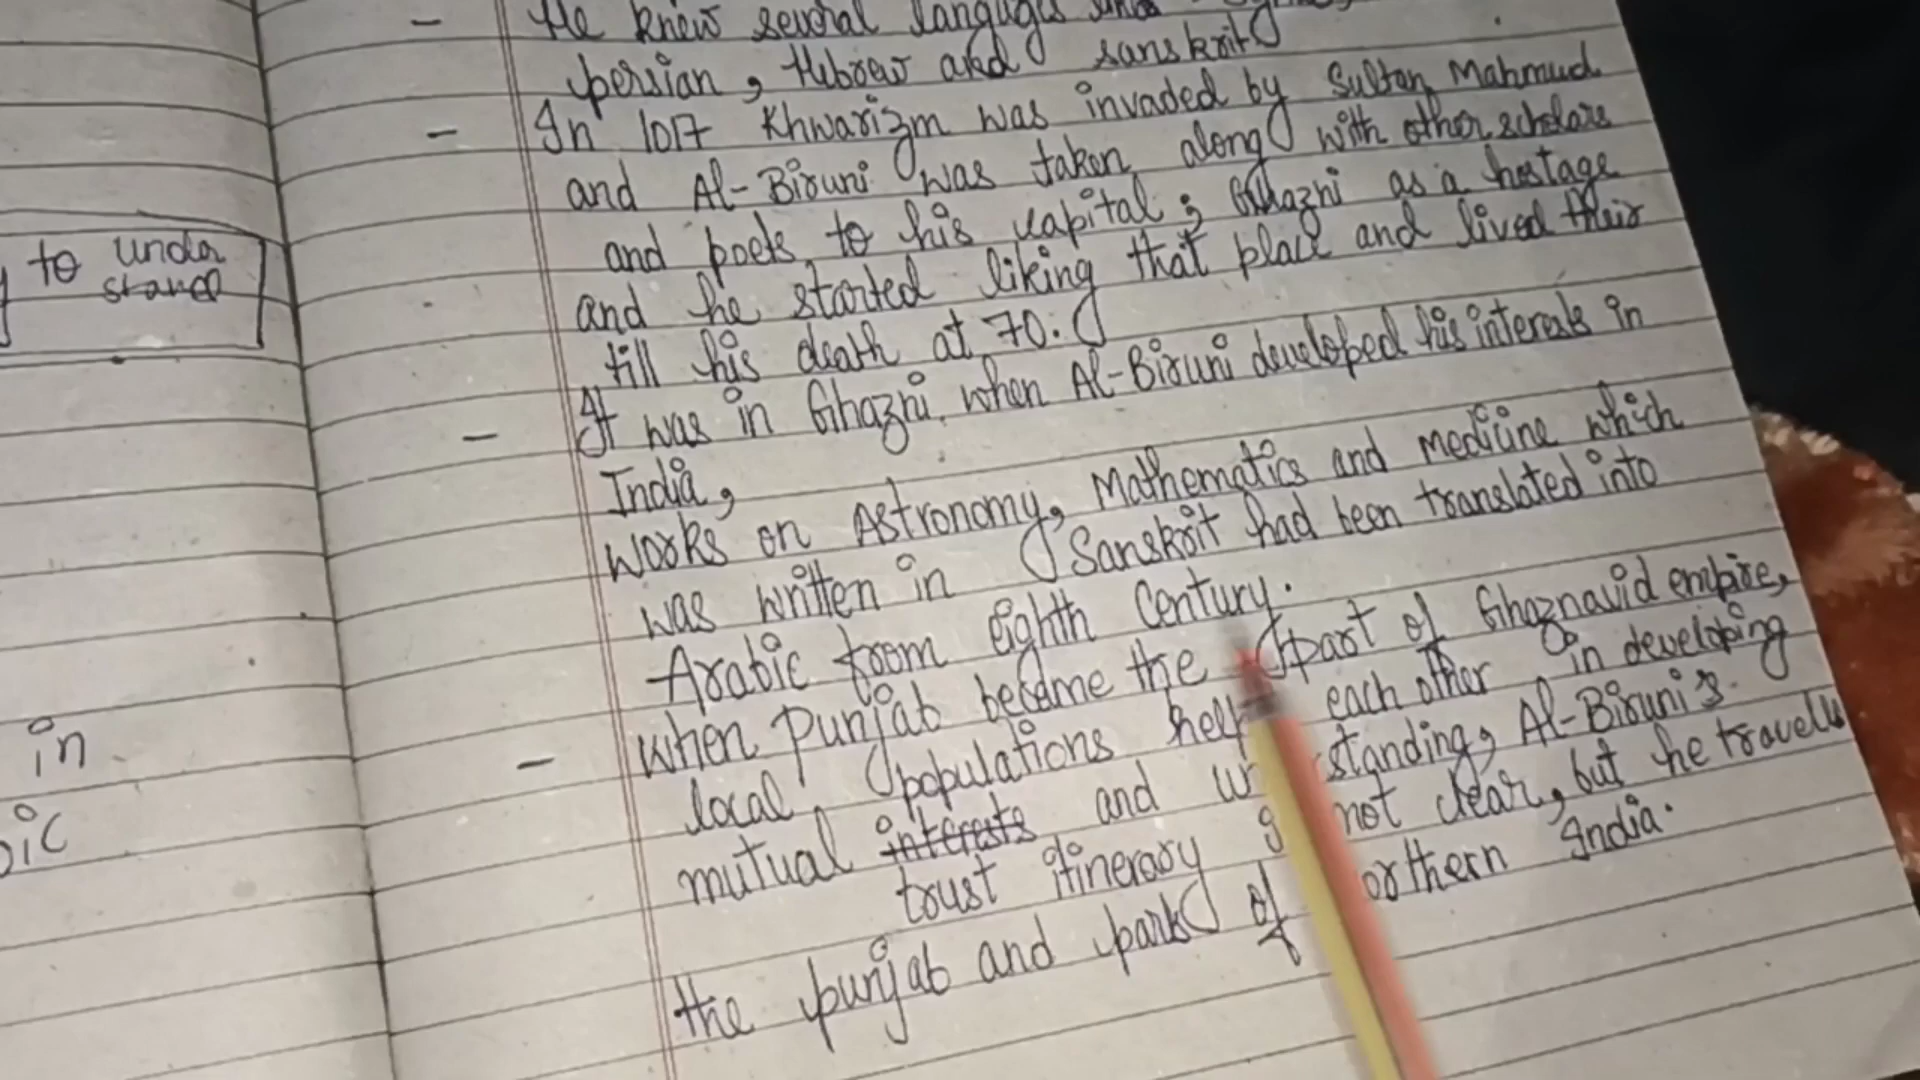 to under
stand
in
ic
- He knew several languages
persian, Hebrew and sanskrit
- In 1017 Khwarizm was invaded by Sultan Mahmud
and Al-Biruni was taken along with other scholars
and poets to his capital, Ghazni as a hostage
and he started liking that place and lived their
till his death at 70.
- It was in Ghazni when Al-Biruni developed his interests in
India,
works on Astronomy, Mathematics and medicine which
was written in Sanskrit had been translated into
Arabic from eighth Century.
- when Punjab became the part of Ghaznavid empire,
local populations help each other in developing
mutual interests and standing, Al-Biruni's
trust itinerary not clear, but he travelled
the punjab and parts of northern India.